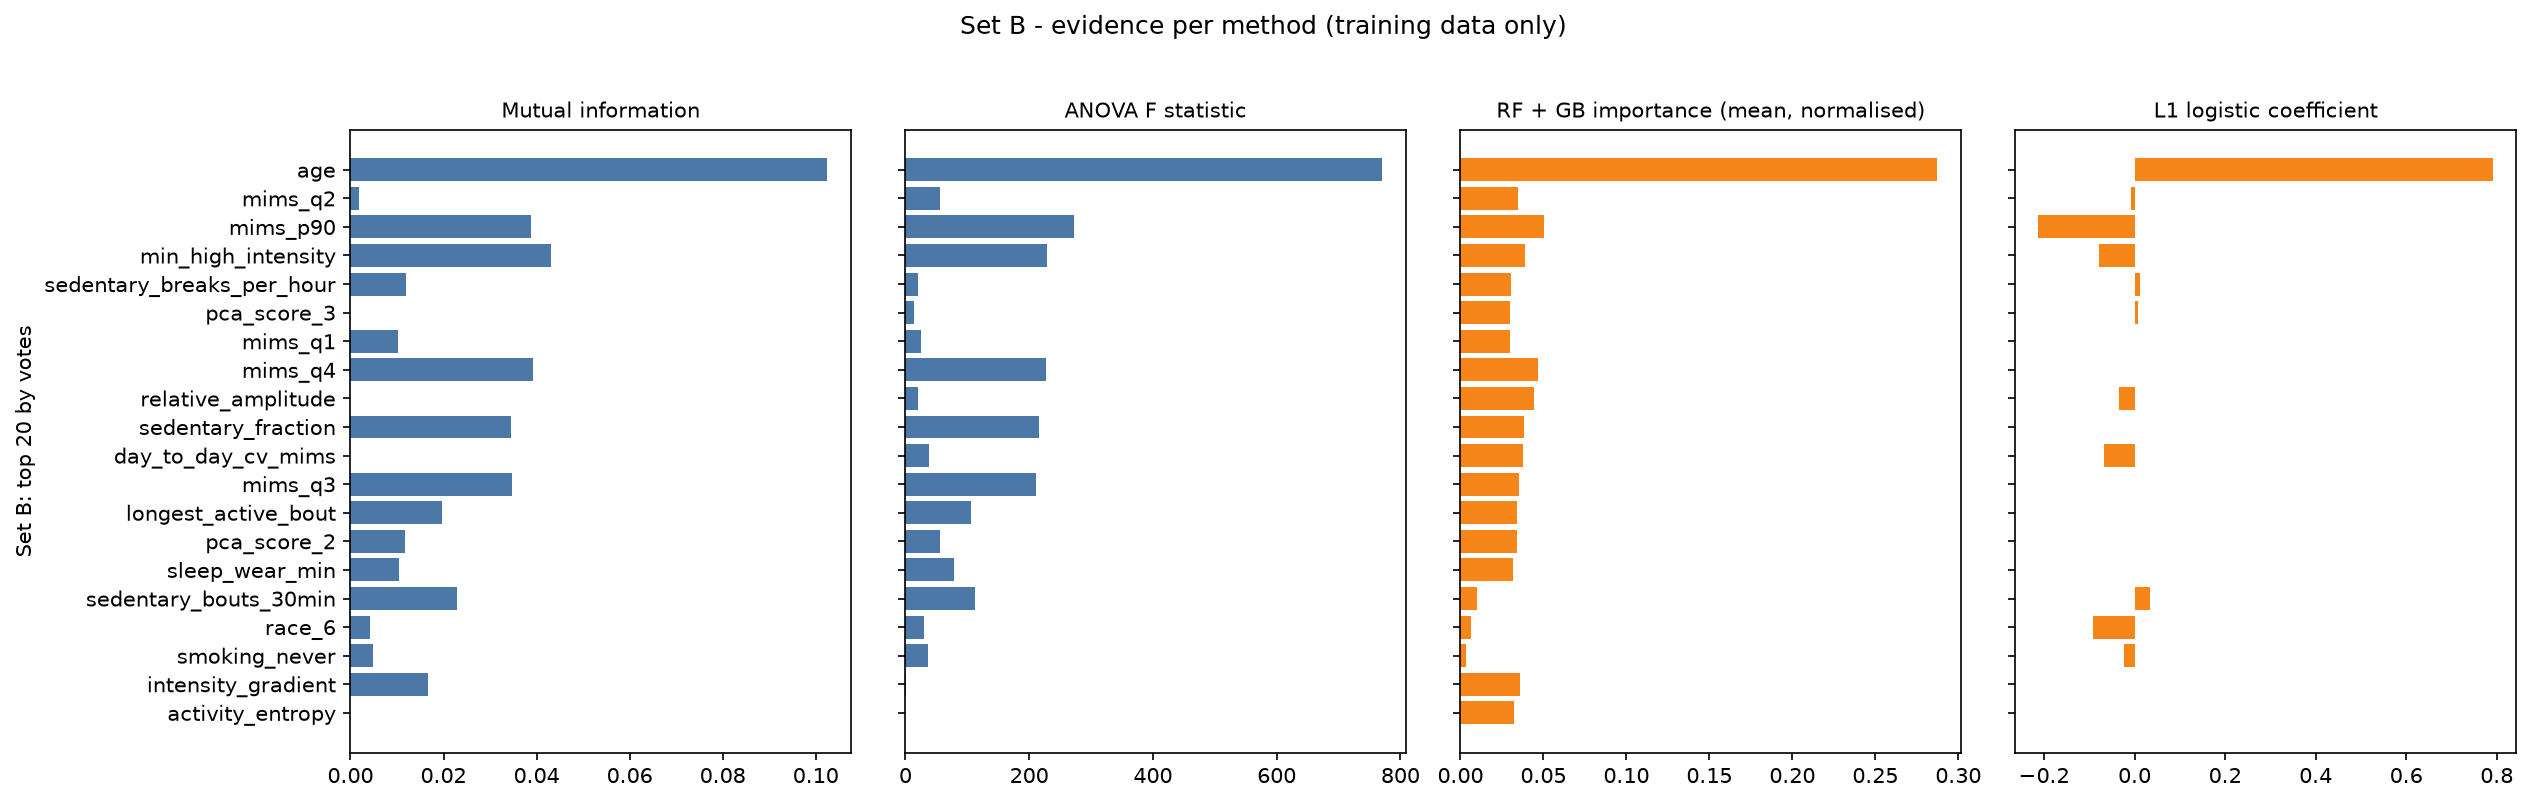 Set B - evidence per method (training data only)
Mutual information
ANOVA F statistic
RF + GB importance (mean, normalised)
L1 logistic coefficient
Set B: top 20 by votes
age
mims_q2
mims_p90
min_high_intensity
sedentary_breaks_per_hour
pca_score_3
mims_q1
mims_q4
relative_amplitude
sedentary_fraction
day_to_day_cv_mims
mims_q3
longest_active_bout
pca_score_2
sleep_wear_min
sedentary_bouts_30min
race_6
smoking_never
intensity_gradient
activity_entropy
0.00 0.02 0.04 0.06 0.08 0.10
0 200 400 600 800
0.00 0.05 0.10 0.15 0.20 0.25 0.30
−0.2 0.0 0.2 0.4 0.6 0.8